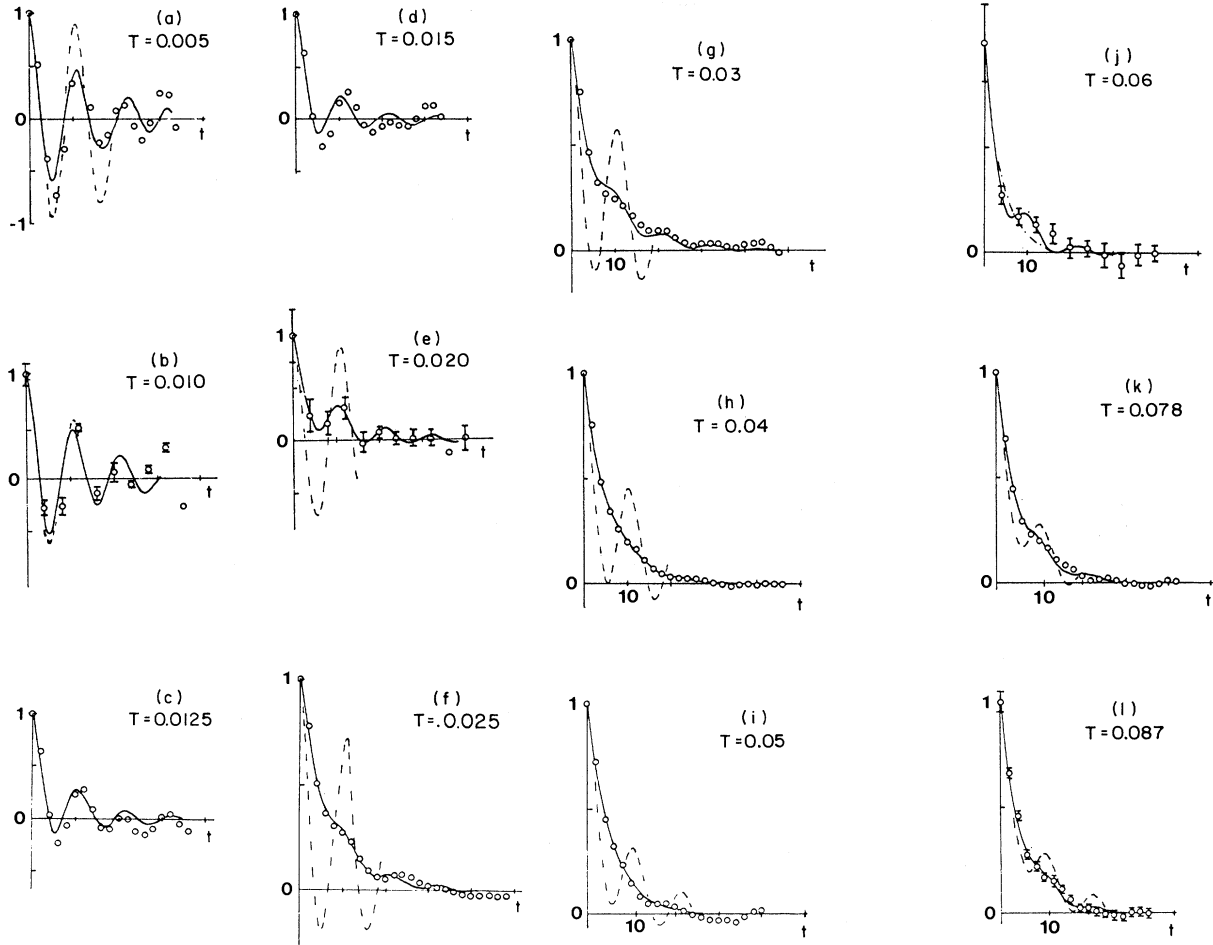 (a)
T = 0.005
1
0
-1
t
(b)
T = 0.010
1
0
t
(c)
T = 0.0125
1
0
t
(d)
T = 0.015
1
0
t
(e)
T = 0.020
1
0
t
(f)
T = .0.025
1
0
t
(g)
T = 0.03
1
0
10
t
(h)
T = 0.04
1
0
10
t
(i)
T = 0.05
1
0
10
t
(j)
T = 0.06
0
10
t
(k)
T = 0.078
1
0
10
t
(l)
T = 0.087
1
0
10
t